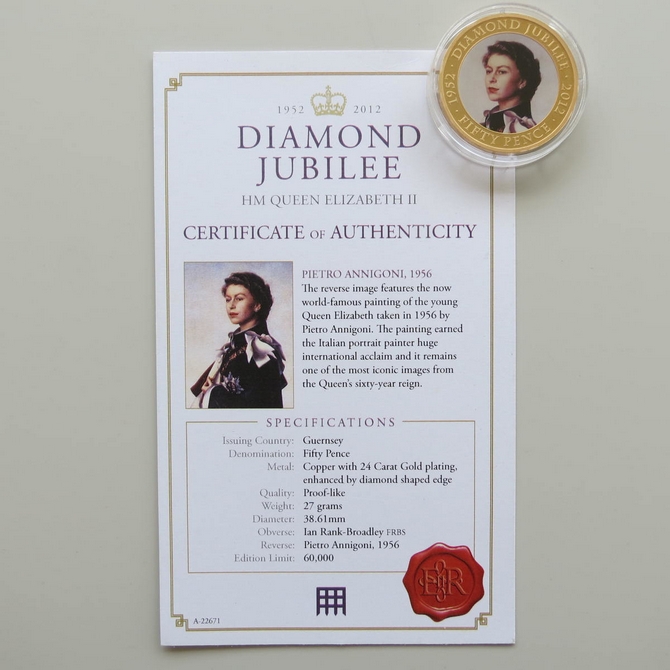 DIAMOND JUBILEE
1952 · 2012
FIFTY PENCE
1952 2012
DIAMOND
JUBILEE
HM QUEEN ELIZABETH II
CERTIFICATE OF AUTHENTICITY
PIETRO ANNIGONI, 1956
The reverse image features the now
world-famous painting of the young
Queen Elizabeth taken in 1956 by
Pietro Annigoni. The painting earned
the Italian portrait painter huge
international acclaim and it remains
one of the most iconic images from
the Queen's sixty-year reign.
SPECIFICATIONS
Issuing Country: Guernsey
Denomination: Fifty Pence
Metal: Copper with 24 Carat Gold plating,
enhanced by diamond shaped edge
Quality: Proof-like
Weight: 27 grams
Diameter: 38.61mm
Obverse: Ian Rank-Broadley FRBS
Reverse: Pietro Annigoni, 1956
Edition Limit: 60,000
EIIR
A-22671